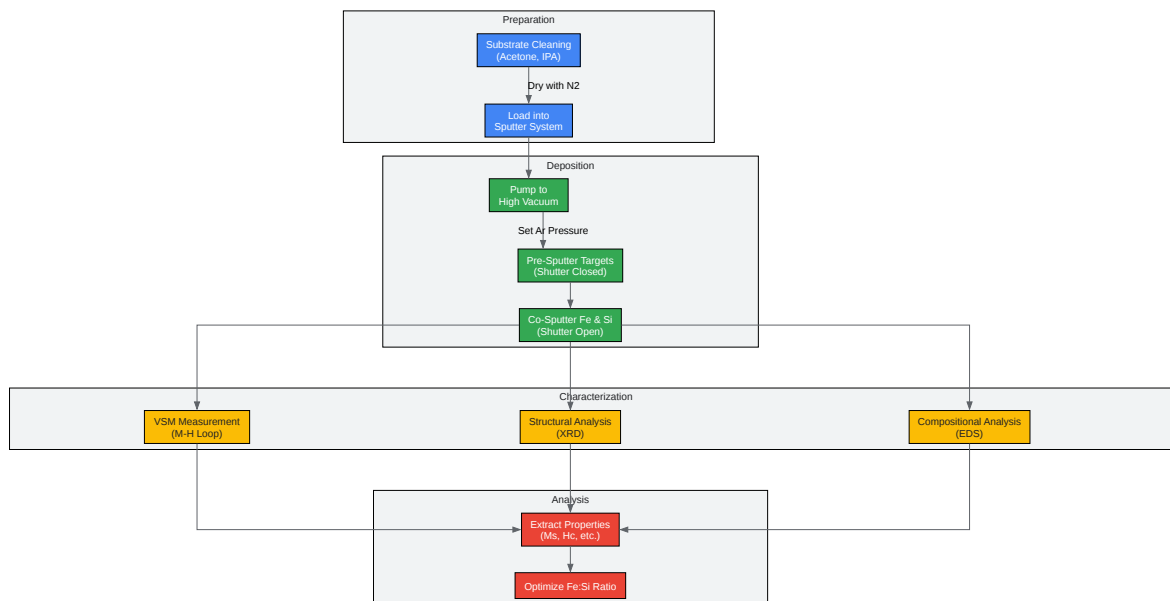 Preparation
Substrate Cleaning
(Acetone, IPA)
Dry with N2
Load into
Sputter System
Deposition
Pump to
High Vacuum
Set Ar Pressure
Pre-Sputter Targets
(Shutter Closed)
Co-Sputter Fe & Si
(Shutter Open)
Characterization
VSM Measurement
(M-H Loop)
Structural Analysis
(XRD)
Compositional Analysis
(EDS)
Analysis
Extract Properties
(Ms, Hc, etc.)
Optimize Fe:Si Ratio